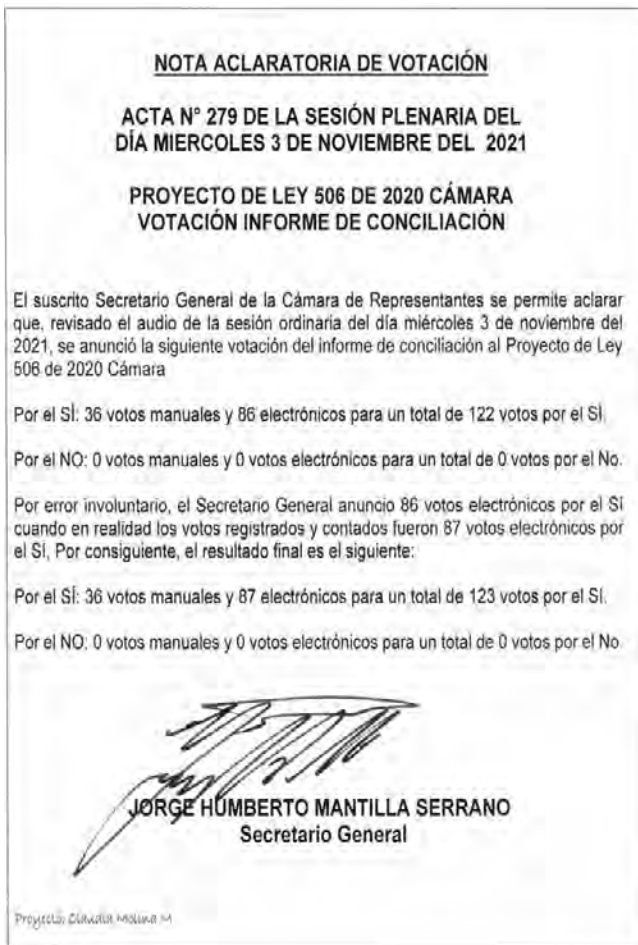 NOTA ACLARATORIA DE VOTACIÓN
ACTA N° 279 DE LA SESIÓN PLENARIA DEL
DÍA MIERCOLES 3 DE NOVIEMBRE DEL 2021
PROYECTO DE LEY 506 DE 2020 CÁMARA
VOTACIÓN INFORME DE CONCILIACIÓN
El suscrito Secretario General de la Cámara de Representantes se permite aclarar
que, revisado el audio de la sesión ordinaria del día miércoles 3 de noviembre del
2021, se anunció la siguiente votación del informe de conciliación al Proyecto de Ley
506 de 2020 Cámara
Por el SÍ: 36 votos manuales y 86 electrónicos para un total de 122 votos por el SÍ.
Por el NO: 0 votos manuales y 0 votos electrónicos para un total de 0 votos por el No.
Por error involuntario, el Secretario General anuncio 86 votos electrónicos por el Sí
cuando en realidad los votos registrados y contados fueron 87 votos electrónicos por
el SÍ, Por consiguiente, el resultado final es el siguiente:
Por el SÍ: 36 votos manuales y 87 electrónicos para un total de 123 votos por el SÍ.
Por el NO: 0 votos manuales y 0 votos electrónicos para un total de 0 votos por el No
JORGE HUMBERTO MANTILLA SERRANO
Secretario General
Proyectó: Claudia Molina M